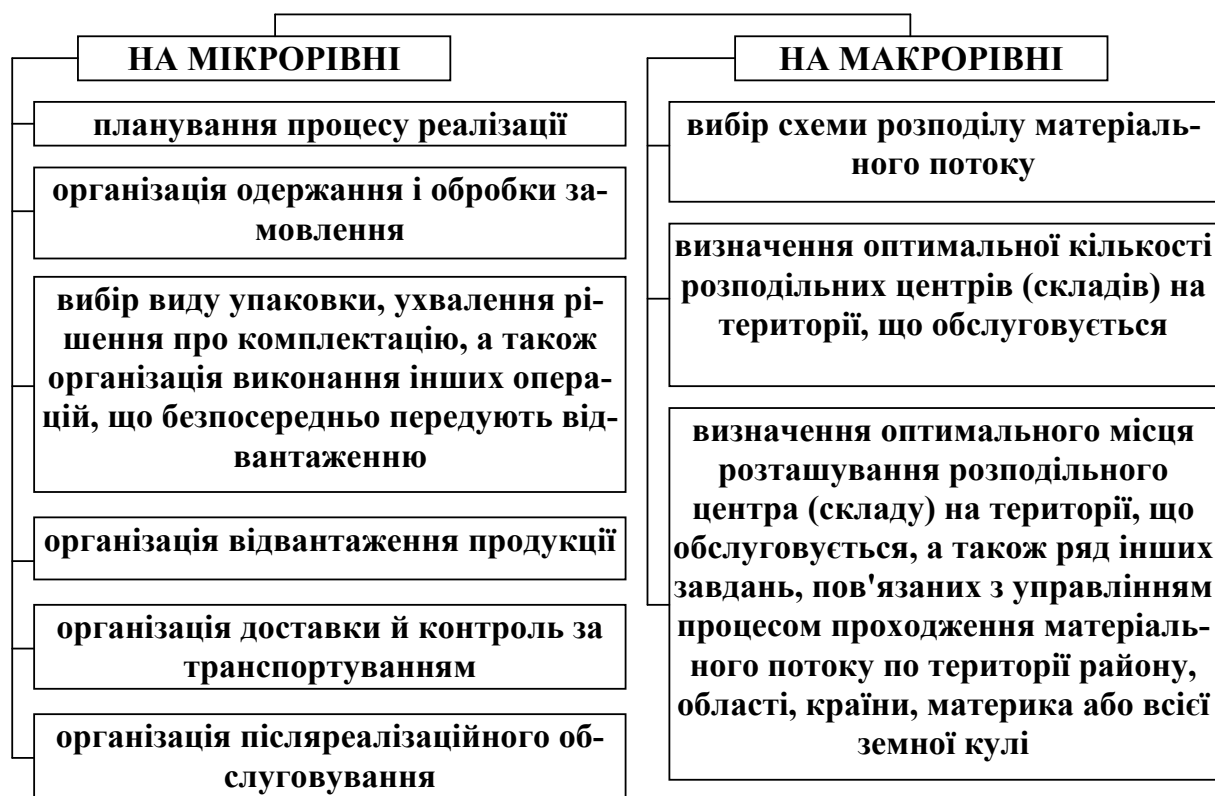 НА МІКРОРІВНІ
планування процесу реалізації
організація одержання і обробки за-
мовлення
вибір виду упаковки, ухвалення рі-
шення про комплектацію, а також
організація виконання інших опера-
цій, що безпосередньо передують від-
вантаженню
організація відвантаження продукції
організація доставки й контроль за
транспортуванням
організація післяреалізаційного об-
слуговування
НА МАКРОРІВНІ
вибір схеми розподілу матеріаль-
ного потоку
визначення оптимальної кількості
розподільних центрів (складів) на
території, що обслуговується
визначення оптимального місця
розташування розподільного
центра (складу) на території, що
обслуговується, а також ряд інших
завдань, пов'язаних з управлінням
процесом проходження матеріаль-
ного потоку по території району,
області, країни, материка або всієї
земної кулі